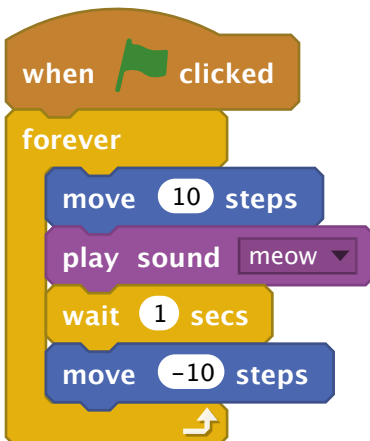 when clicked
forever
move 10 steps
play sound meow
wait 1 secs
move -10 steps